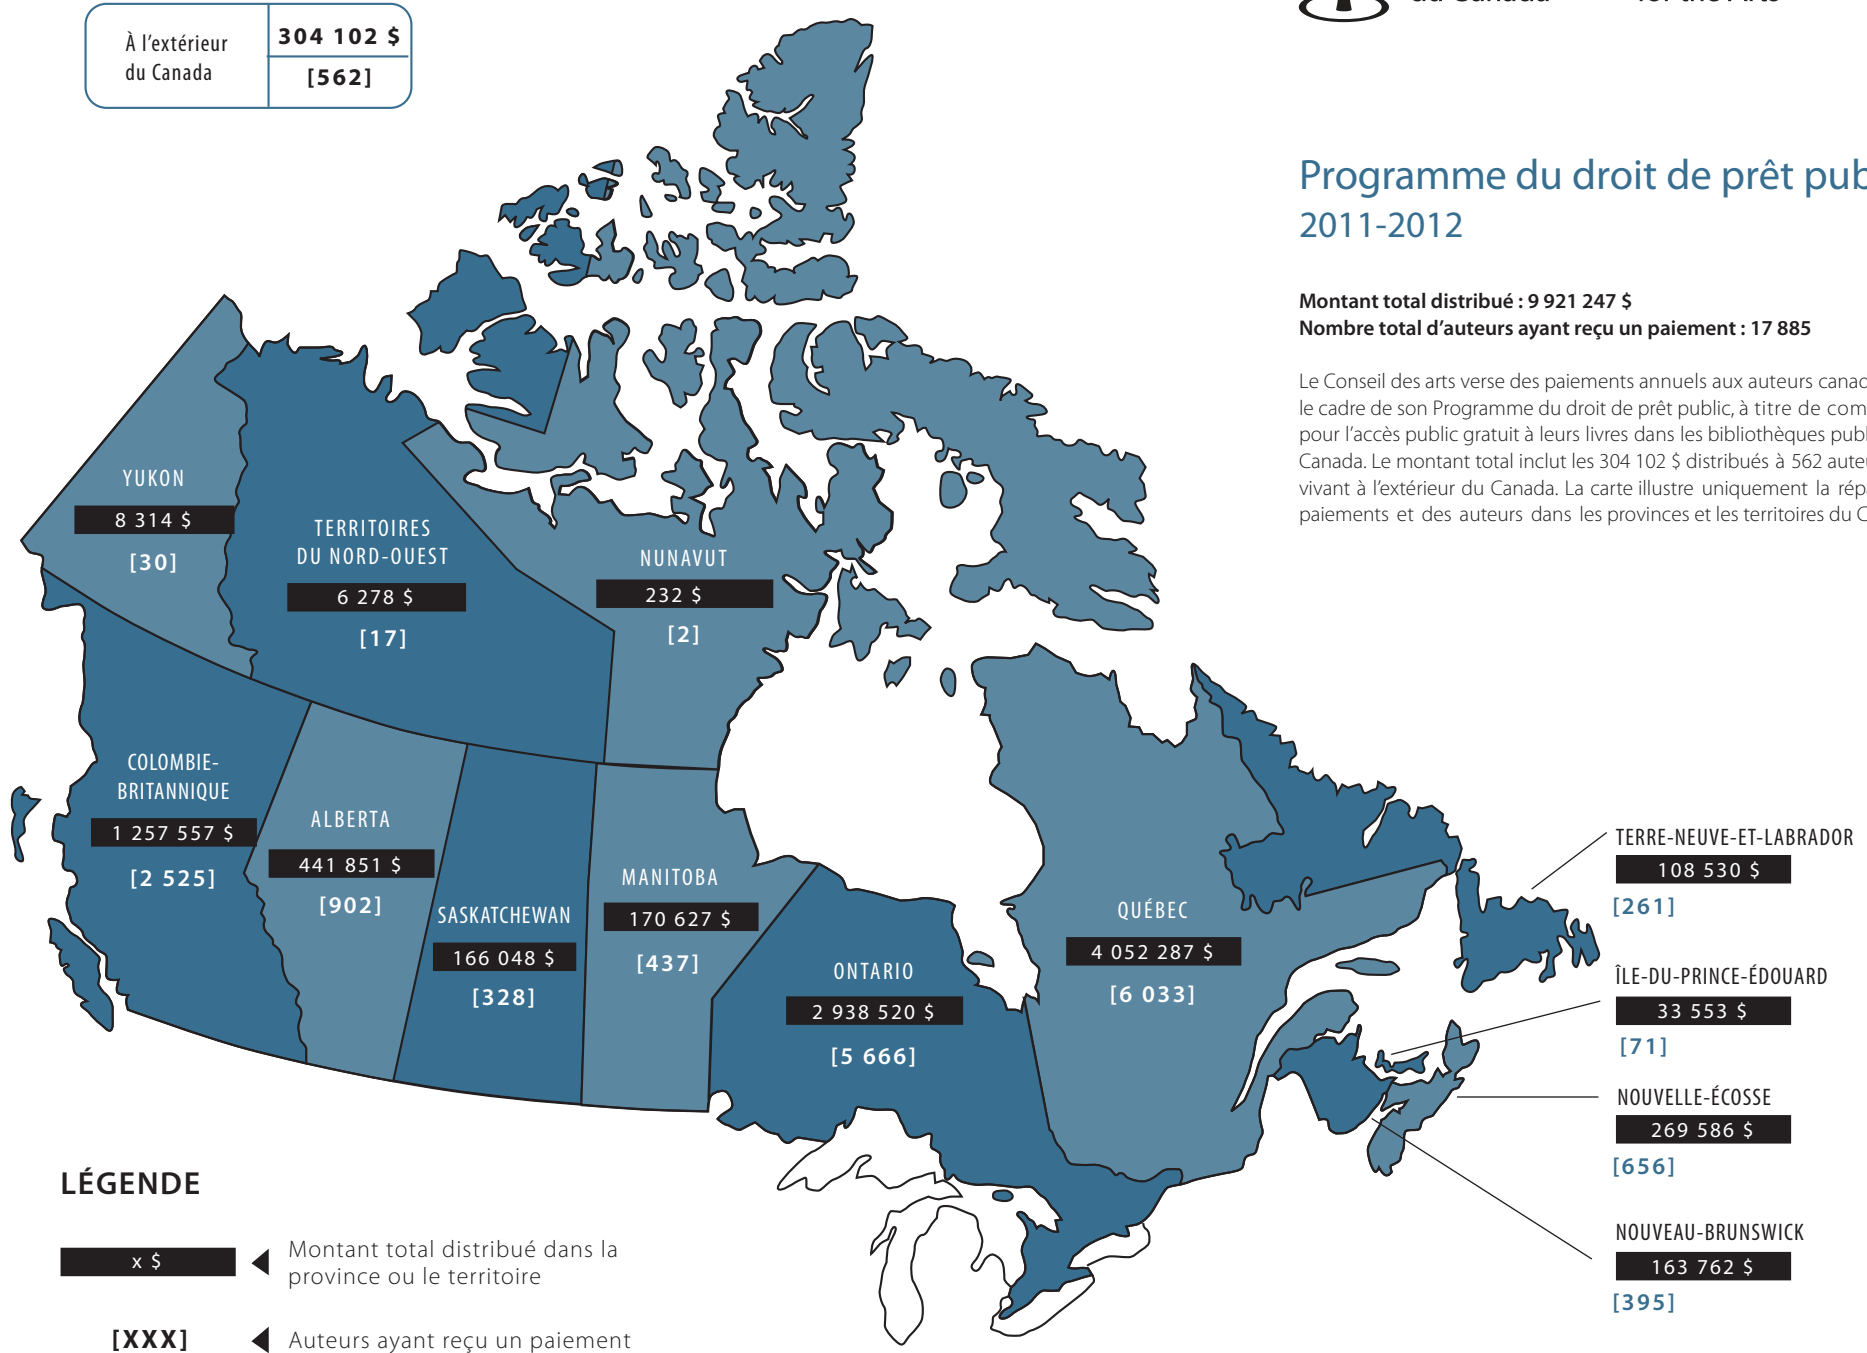 À l'extérieur
du Canada
304 102 $
[562]
du Canada
for the Arts
Programme du droit de prêt
2011-2012
Montant total distribué : 9 921 247 $
Nombre total d'auteurs ayant reçu un paiement : 17 885
Le Conseil des arts verse des paiements annuels aux auteurs
le cadre de son Programme du droit de prêt public, à titre de
pour l'accès public gratuit à leurs livres dans les bibliothèques
Canada. Le montant total inclut les 304 102 $ distribués à 562
vivant à l'extérieur du Canada. La carte illustre uniquement la
paiements et des auteurs dans les provinces et les territoires du
YUKON
8 314 $
[30]
TERRITOIRES
DU NORD-OUEST
6 278 $
[17]
NUNAVUT
232 $
[2]
COLOMBIE-
BRITANNIQUE
1 257 557 $
[2 525]
ALBERTA
441 851 $
[902]
SASKATCHEWAN
166 048 $
[328]
MANITOBA
170 627 $
[437]
ONTARIO
2 938 520 $
[5 666]
QUÉBEC
4 052 287 $
[6 033]
TERRE-NEUVE-ET-LABRADOR
108 530 $
[261]
ÎLE-DU-PRINCE-ÉDOUARD
33 553 $
[71]
NOUVELLE-ÉCOSSE
269 586 $
[656]
NOUVEAU-BRUNSWICK
163 762 $
[395]
LÉGENDE
x $
Montant total distribué dans la
province ou le territoire
[XXX]
Auteurs ayant reçu un paiement